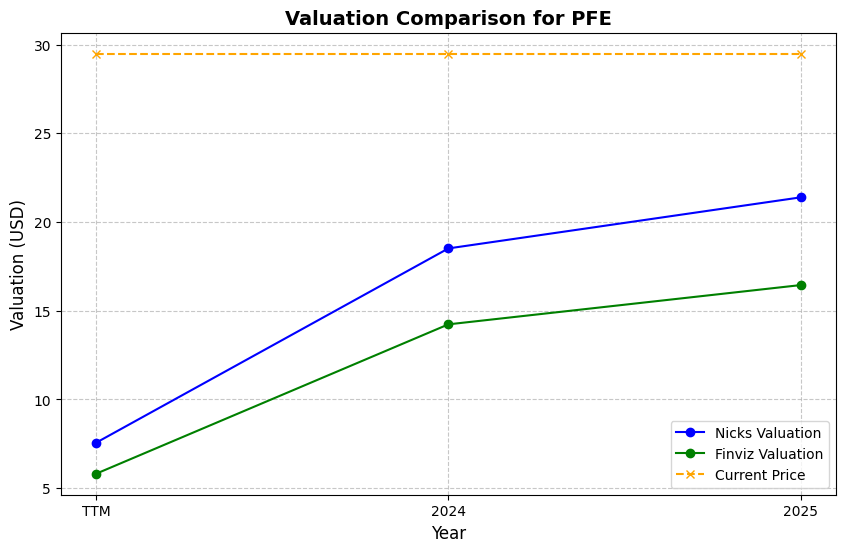 Valuation Comparison for PFE
Valuation (USD)
30
25
20
15
10
5
TTM
2024
2025
Year
Nicks Valuation
Finviz Valuation
Current Price